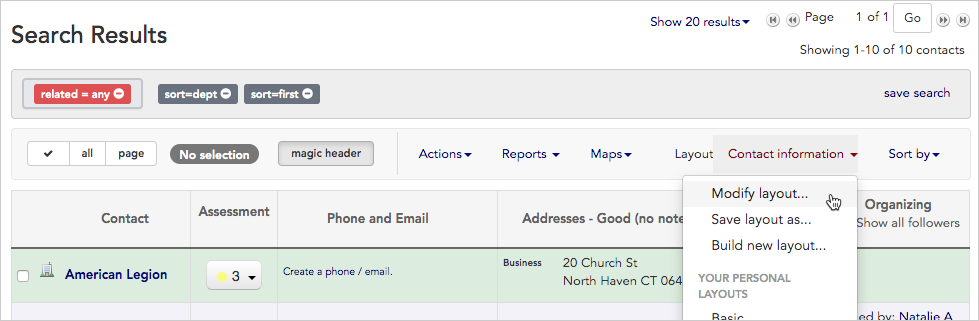 Search Results
Show 20 results
Page 1 of 1 Go
Showing 1-10 of 10 contacts
related = any
sort=dept
sort=first
save search
all
page
No selection
magic header
Actions
Reports
Maps
Layout
Contact information
Sort by
Modify layout...
Save layout as...
Build new layout...
YOUR PERSONAL
LAYOUTS
Basic
Contact
Assessment
Phone and Email
Addresses - Good (no note
Organizing
Show all followers
American Legion
3
Create a phone / email.
Business
20 Church St
North Haven CT 064
ed by: Natalie A